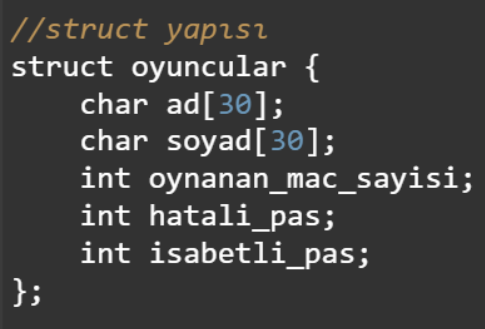 //struct yapısı
struct oyuncular {
    char ad[30];
    char soyad[30];
    int oynanan_mac_sayisi;
    int hatali_pas;
    int isabetli_pas;
};